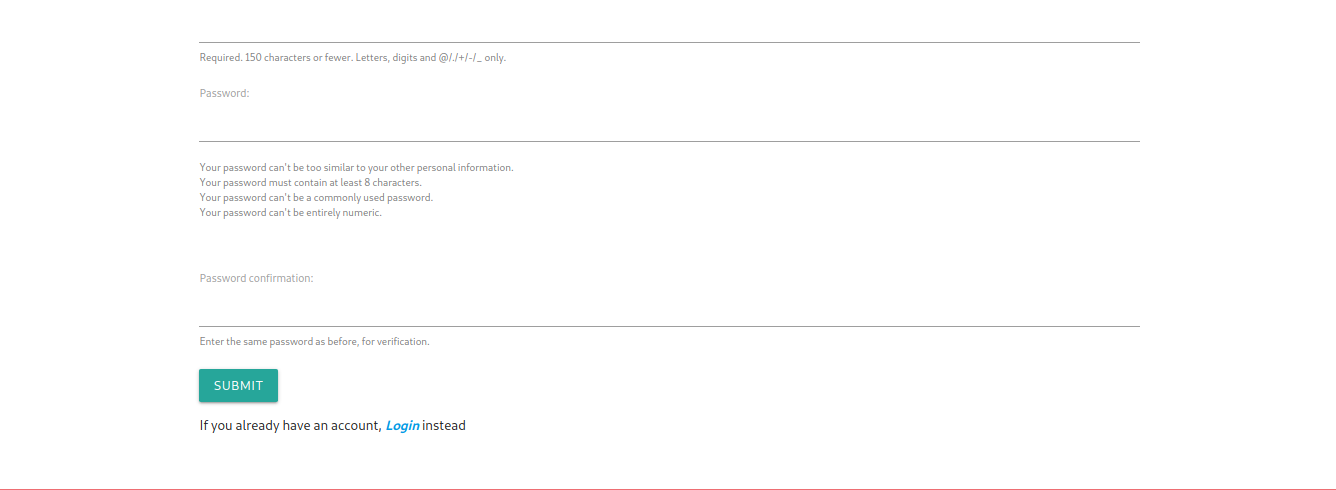 Required. 150 characters or fewer. Letters, digits and @/./+/-/_ only.
Password:
Your password can't be too similar to your other personal information.
Your password must contain at least 8 characters.
Your password can't be a commonly used password.
Your password can't be entirely numeric.
Password confirmation:
Enter the same password as before, for verification.
SUBMIT
If you already have an account, Login instead